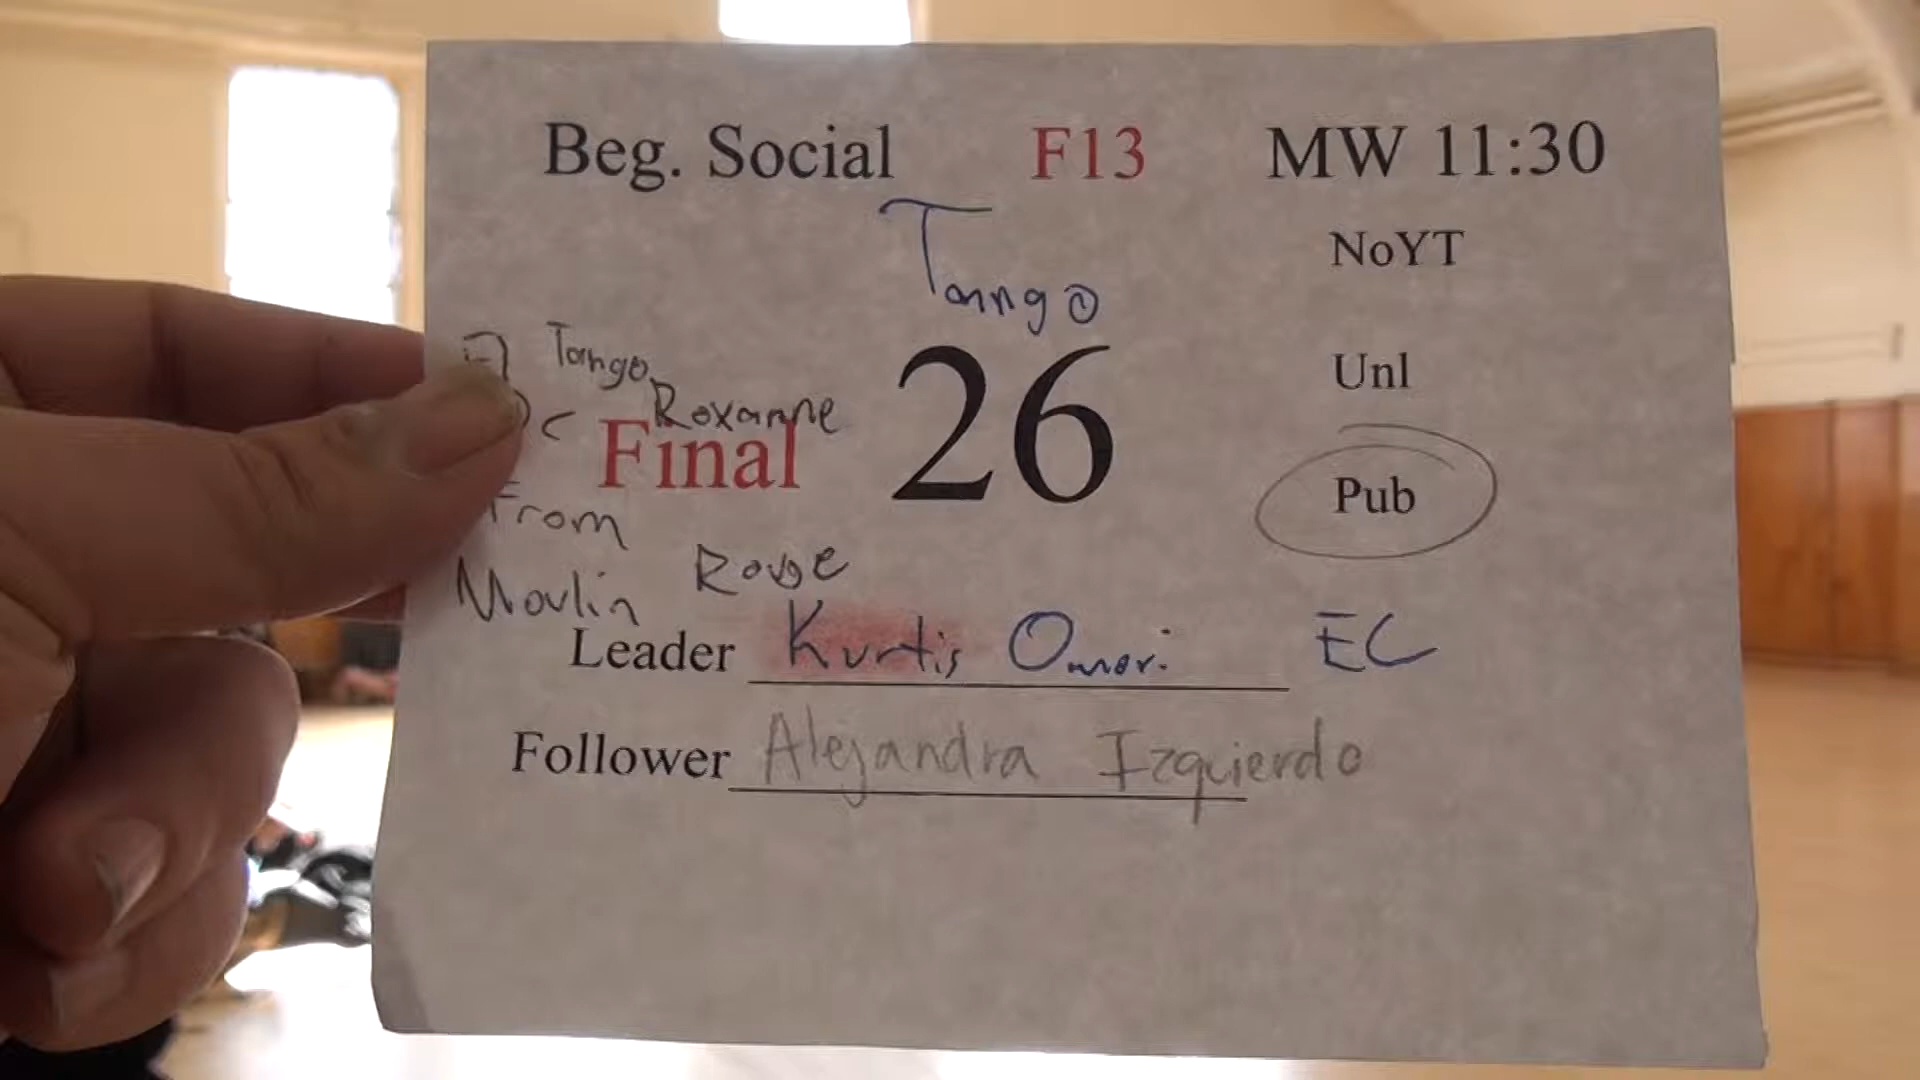 Beg. Social F13 MW 11:30
Tango
NoYT
El Tango
Roxanne
Unl
Final 26
Pub
From
Moulin Rouge
Leader Kurtis Omori EC
Follower Alejandra Izquierdo